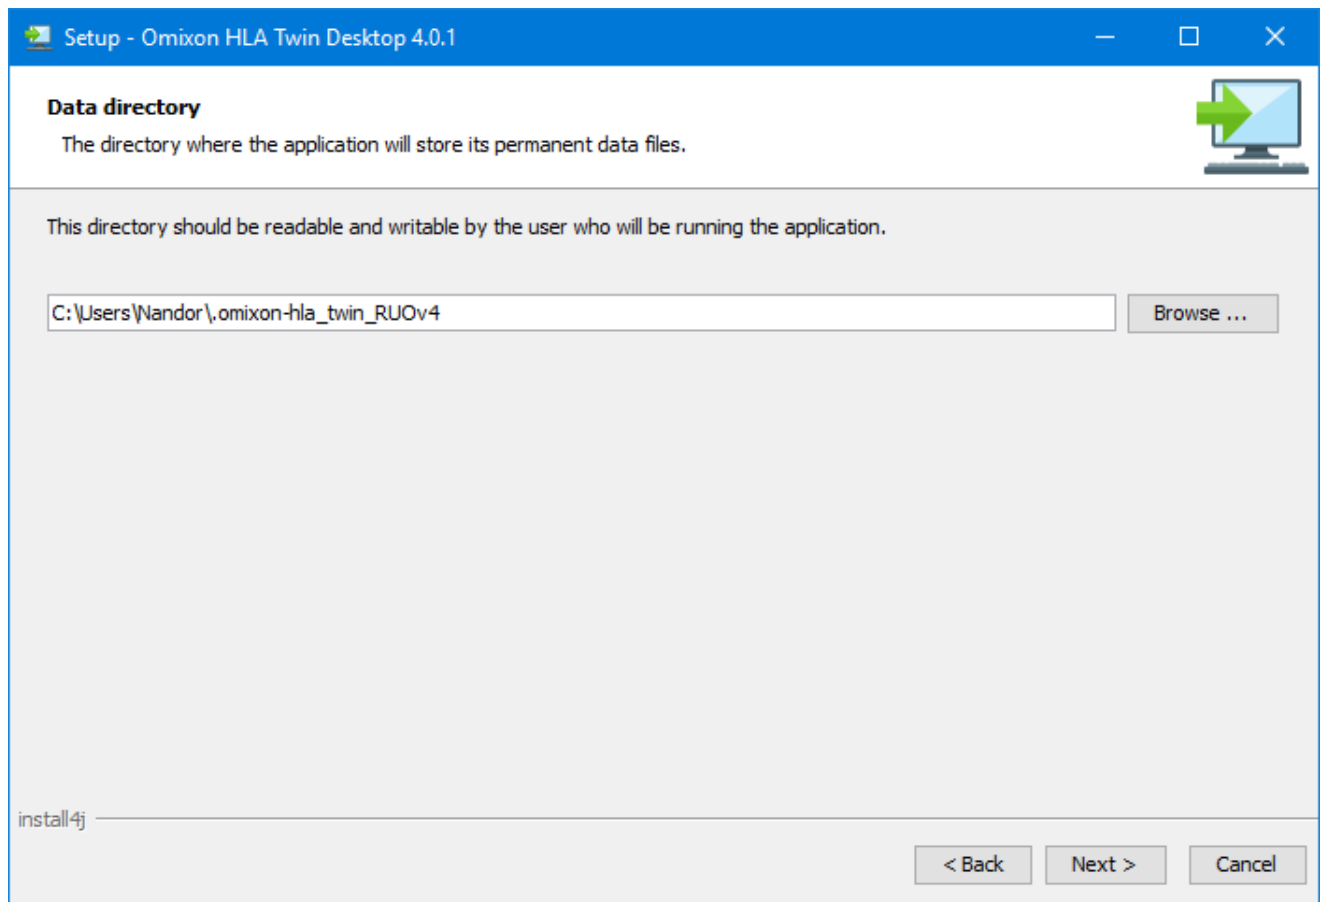 Setup - Omixon HLA Twin Desktop 4.0.1
Data directory
The directory where the application will store its permanent data files.
This directory should be readable and writable by the user who will be running the application.
C:\Users\Nandor\.omixon-hla_twin_RUOv4
Browse ...
install4j
< Back
Next >
Cancel